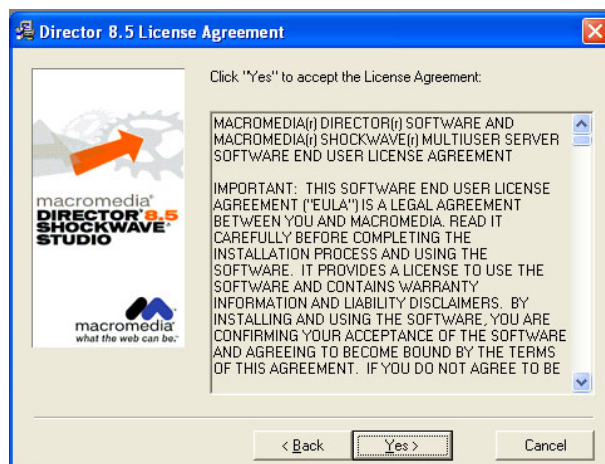 Director 8.5 License Agreement
Click "Yes" to accept the License Agreement:
MACROMEDIA(r) DIRECTOR(r) SOFTWARE AND
MACROMEDIA(r) SHOCKWAVE(r) MULTIUSER SERVER
SOFTWARE END USER LICENSE AGREEMENT
IMPORTANT: THIS SOFTWARE END USER LICENSE
AGREEMENT ("EULA") IS A LEGAL AGREEMENT
BETWEEN YOU AND MACROMEDIA. READ IT
CAREFULLY BEFORE COMPLETING THE
INSTALLATION PROCESS AND USING THE
SOFTWARE. IT PROVIDES A LICENSE TO USE THE
SOFTWARE AND CONTAINS WARRANTY
INFORMATION AND LIABILITY DISCLAIMERS. BY
INSTALLING AND USING THE SOFTWARE, YOU ARE
CONFIRMING YOUR ACCEPTANCE OF THE SOFTWARE
AND AGREEING TO BECOME BOUND BY THE TERMS
OF THIS AGREEMENT. IF YOU DO NOT AGREE TO BE
macromedia®
DIRECTOR® 8.5
SHOCKWAVE®
STUDIO
macromedia®
what the web can be.™
< Back
Yes >
Cancel